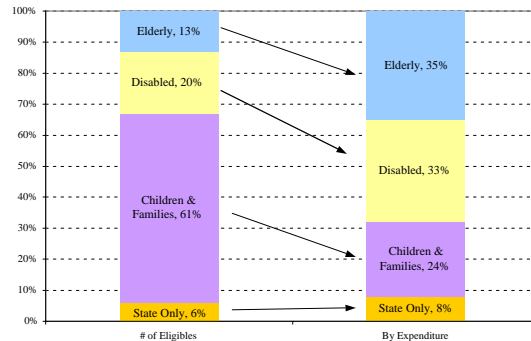 100%
90%
80%
70%
60%
50%
40%
30%
20%
10%
0%
Elderly, 13%
Disabled, 20%
Children &
Families, 61%
State Only, 6%
Elderly, 35%
Disabled, 33%
Children &
Families, 24%
State Only, 8%
# of Eligibles
By Expenditure